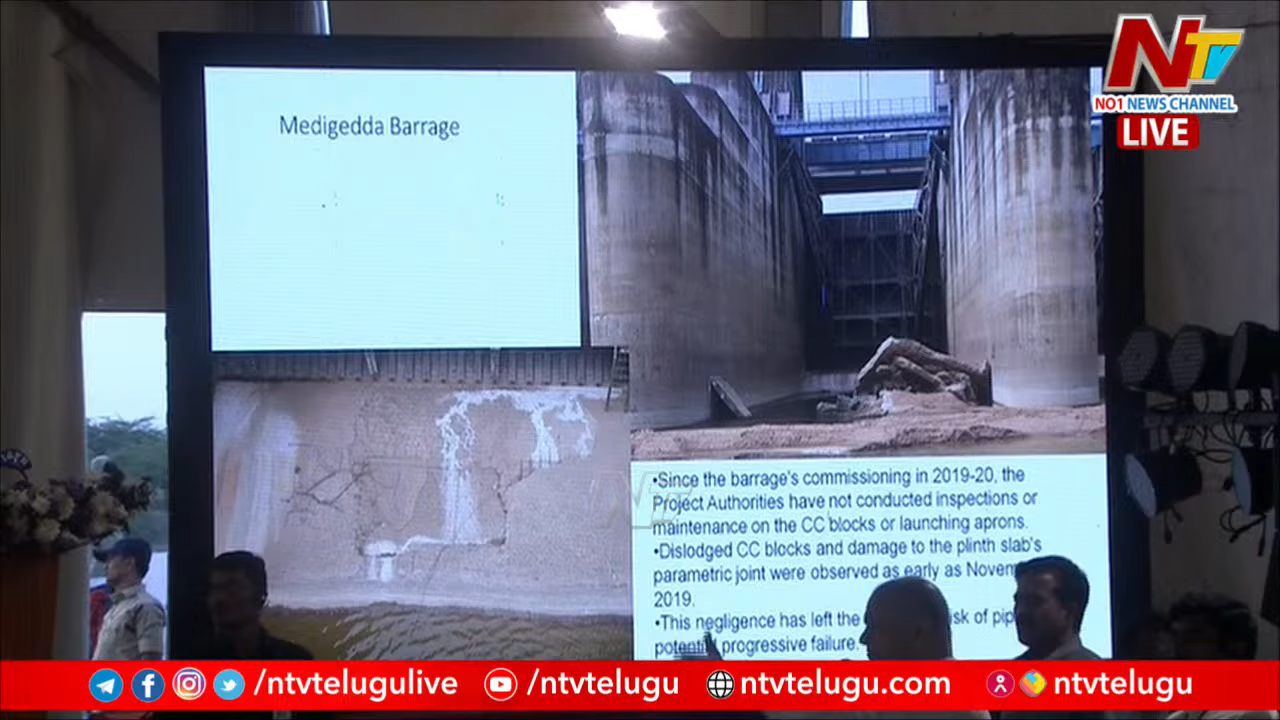 Medigedda Barrage
NTV
NO1 NEWS CHANNEL
LIVE
•Since the barrage's commissioning in 2019-20, the
Project Authorities have not conducted inspections or
maintenance on the CC blocks or launching aprons.
•Dislodged CC blocks and damage to the plinth slab's
parametric joint were observed as early as
2019.
•This negligence has left the of
progressive failure.
/ntvtelugulive
/ntvtelugu
ntvtelugu.com
ntvtelugu